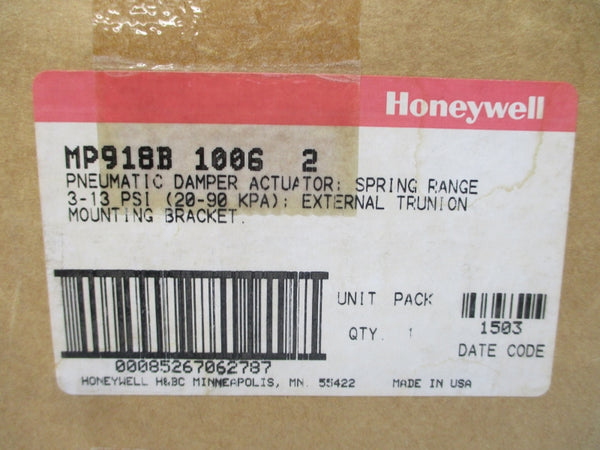 Honeywell
MP918B 1006 2
PNEUMATIC DAMPER ACTUATOR: SPRING RANGE
3-13 PSI (20-90 KPA): EXTERNAL TRUNION
MOUNTING BRACKET.
UNIT PACK
QTY. 1
1503
DATE CODE
00085267062787
HONEYWELL H&BC MINNEAPOLIS, MN. 55422 MADE IN USA